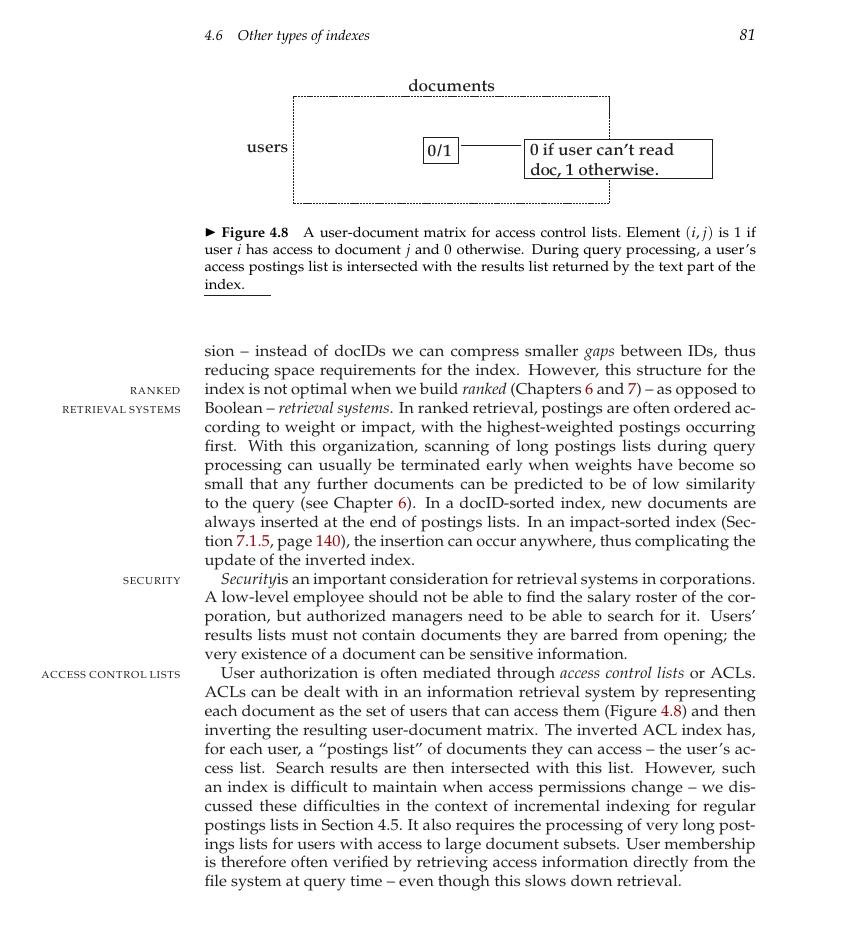 4.6 Other types of indexes 81
documents
users
0/1
0 if user can't read
doc, 1 otherwise.
► Figure 4.8 A user-document matrix for access control lists. Element (i, j) is 1 if
user i has access to document j and 0 otherwise. During query processing, a user's
access postings list is intersected with the results list returned by the text part of the
index.
sion – instead of docIDs we can compress smaller gaps between IDs, thus
reducing space requirements for the index. However, this structure for the
RANKED
index is not optimal when we build ranked (Chapters 6 and 7) – as opposed to
RETRIEVAL SYSTEMS
Boolean – retrieval systems. In ranked retrieval, postings are often ordered ac-
cording to weight or impact, with the highest-weighted postings occurring
first. With this organization, scanning of long postings lists during query
processing can usually be terminated early when weights have become so
small that any further documents can be predicted to be of low similarity
to the query (see Chapter 6). In a docID-sorted index, new documents are
always inserted at the end of postings lists. In an impact-sorted index (Sec-
tion 7.1.5, page 140), the insertion can occur anywhere, thus complicating the
update of the inverted index.
SECURITY
Securityis an important consideration for retrieval systems in corporations.
A low-level employee should not be able to find the salary roster of the cor-
poration, but authorized managers need to be able to search for it. Users'
results lists must not contain documents they are barred from opening; the
very existence of a document can be sensitive information.
ACCESS CONTROL LISTS
User authorization is often mediated through access control lists or ACLs.
ACLs can be dealt with in an information retrieval system by representing
each document as the set of users that can access them (Figure 4.8) and then
inverting the resulting user-document matrix. The inverted ACL index has,
for each user, a "postings list" of documents they can access – the user's ac-
cess list. Search results are then intersected with this list. However, such
an index is difficult to maintain when access permissions change – we dis-
cussed these difficulties in the context of incremental indexing for regular
postings lists in Section 4.5. It also requires the processing of very long post-
ings lists for users with access to large document subsets. User membership
is therefore often verified by retrieving access information directly from the
file system at query time – even though this slows down retrieval.